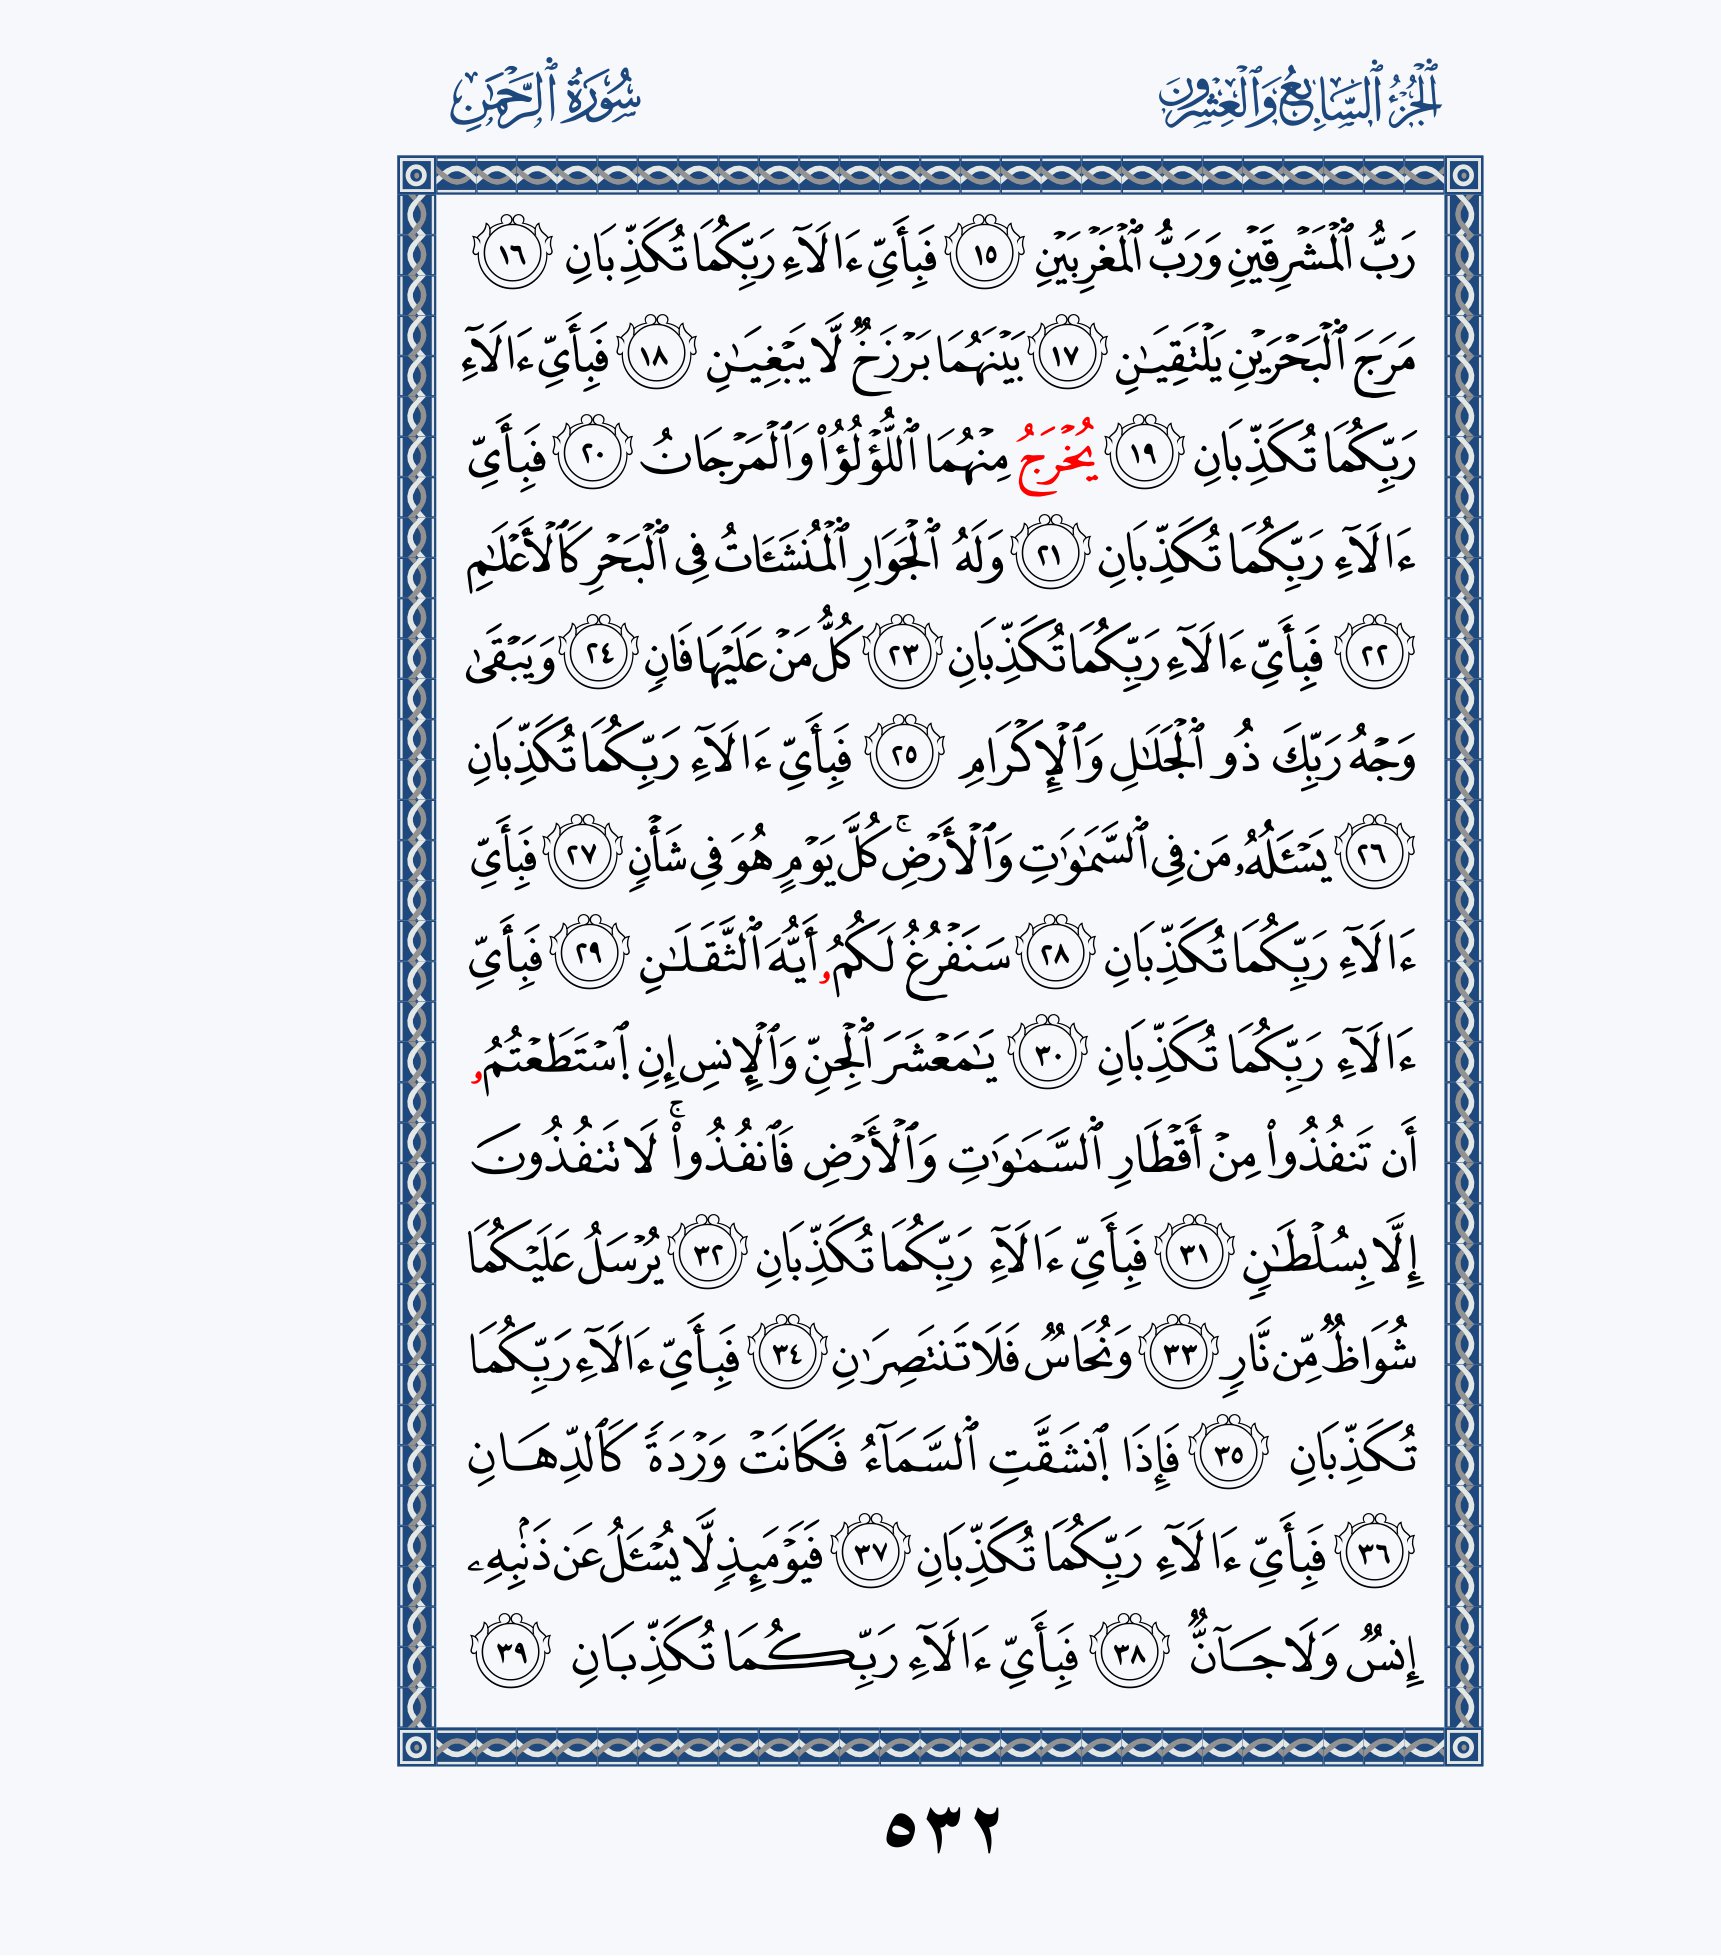 ٱلْجُزْءُ ٱلسَّابِعُ وَٱلْعِشْرُونَ
سُورَةُ ٱلرَّحْمَٰنِ
رَبُّ ٱلْمَشْرِقَيْنِ وَرَبُّ ٱلْمَغْرِبَيْنِ ١٥ فَبِأَيِّ ءَالَآءِ رَبِّكُمَا تُكَذِّبَانِ ١٦
مَرَجَ ٱلْبَحْرَيْنِ يَلْتَقِيَـٰنِ ١٧ بَيْنَهُمَا بَرْزَخٌ لَّا يَبْغِيَـٰنِ ١٨ فَبِأَيِّ ءَالَآءِ
رَبِّكُمَا تُكَذِّبَانِ ١٩ يُخْرَجُ مِنْهُمَا ٱللُّؤْلُؤُا۟ وَٱلْمَرْجَانُ ٢٠ فَبِأَيِّ
ءَالَآءِ رَبِّكُمَا تُكَذِّبَانِ ٢١ وَلَهُ ٱلْجَوَارِ ٱلْمُنشَـَٔاتُ فِى ٱلْبَحْرِ كَٱلْأَعْلَـٰمِ
٢٢ فَبِأَيِّ ءَالَآءِ رَبِّكُمَا تُكَذِّبَانِ ٢٣ كُلُّ مَنْ عَلَيْهَا فَانٍ ٢٤ وَيَبْقَىٰ
وَجْهُ رَبِّكَ ذُو ٱلْجَلَـٰلِ وَٱلْإِكْرَامِ ٢٥ فَبِأَيِّ ءَالَآءِ رَبِّكُمَا تُكَذِّبَانِ
٢٦ يَسْـَٔلُهُۥ مَن فِى ٱلسَّمَـٰوَٰتِ وَٱلْأَرْضِ ۚ كُلَّ يَوْمٍ هُوَ فِى شَأْنٍ ٢٧ فَبِأَيِّ
ءَالَآءِ رَبِّكُمَا تُكَذِّبَانِ ٢٨ سَنَفْرُغُ لَكُمُۥ أَيُّهَ ٱلثَّقَلَـٰنِ ٢٩ فَبِأَيِّ
ءَالَآءِ رَبِّكُمَا تُكَذِّبَانِ ٣٠ يَـٰمَعْشَرَ ٱلْجِنِّ وَٱلْإِنسِ إِنِ ٱسْتَطَعْتُمُۥ
أَن تَنفُذُوا۟ مِنْ أَقْطَارِ ٱلسَّمَـٰوَٰتِ وَٱلْأَرْضِ فَٱنفُذُوا۟ ۚ لَا تَنفُذُونَ
إِلَّا بِسُلْطَـٰنٍ ٣١ فَبِأَيِّ ءَالَآءِ رَبِّكُمَا تُكَذِّبَانِ ٣٢ يُرْسَلُ عَلَيْكُمَا
شُوَاظٌ مِّن نَّارٍ ٣٣ وَنُحَاسٌ فَلَا تَنتَصِرَٰنِ ٣٤ فَبِأَيِّ ءَالَآءِ رَبِّكُمَا
تُكَذِّبَانِ ٣٥ فَإِذَا ٱنشَقَّتِ ٱلسَّمَآءُ فَكَانَتْ وَرْدَةً كَٱلدِّهَانِ
٣٦ فَبِأَيِّ ءَالَآءِ رَبِّكُمَا تُكَذِّبَانِ ٣٧ فَيَوْمَئِذٍ لَّا يُسْـَٔلُ عَن ذَنۢبِهِۦ
إِنسٌ وَلَا جَآنٌّ ٣٨ فَبِأَيِّ ءَالَآءِ رَبِّكُمَا تُكَذِّبَانِ ٣٩
٥٣٢